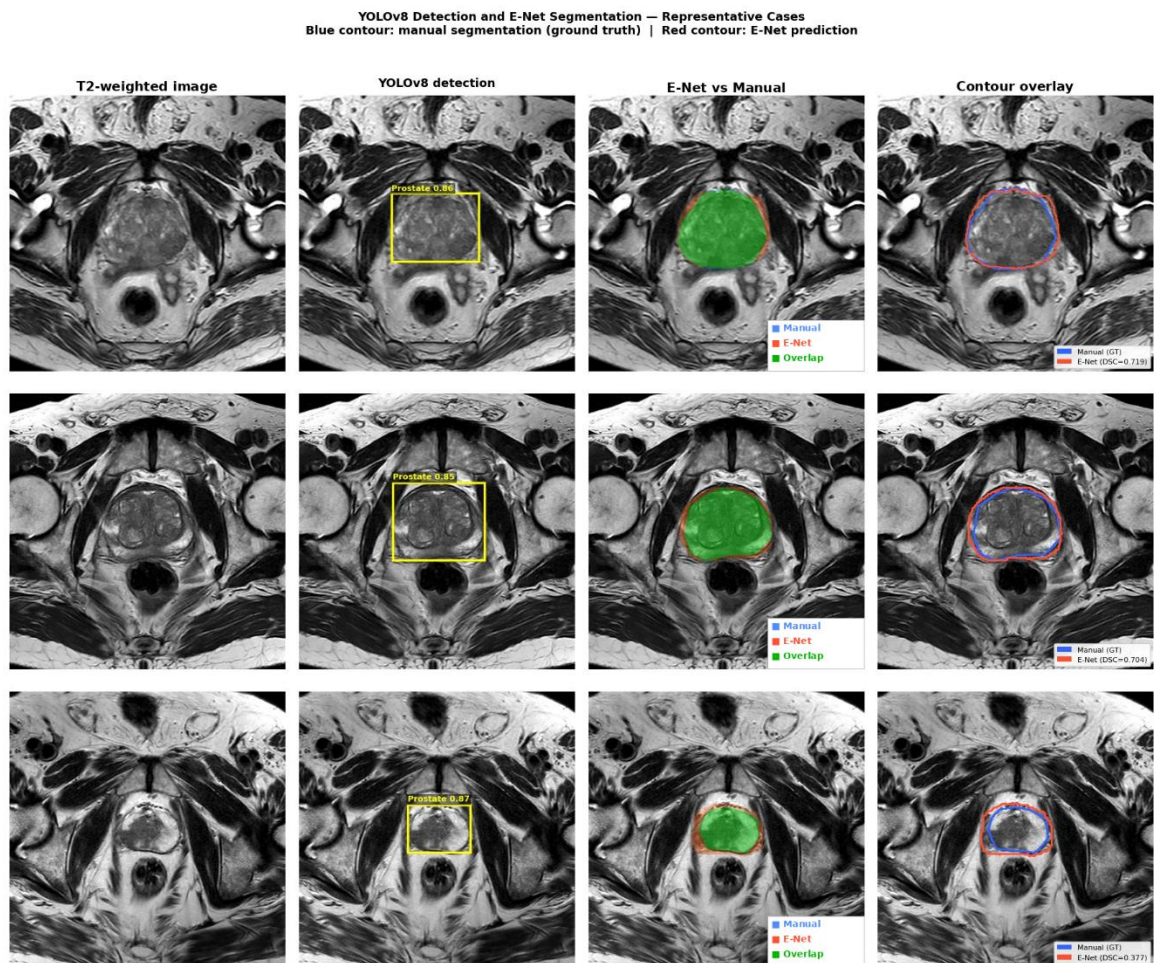 YOLOv8 Detection and E-Net Segmentation — Representative Cases
Blue contour: manual segmentation (ground truth) | Red contour: E-Net prediction
T2-weighted image
YOLOv8 detection
E-Net vs Manual
Contour overlay
Prostate 0.86
Manual
E-Net
Overlap
Manual (GT)
E-Net (DSC=0.719)
Prostate 0.85
Manual
E-Net
Overlap
Manual (GT)
E-Net (DSC=0.704)
Prostate 0.87
Manual
E-Net
Overlap
Manual (GT)
E-Net (DSC=0.377)